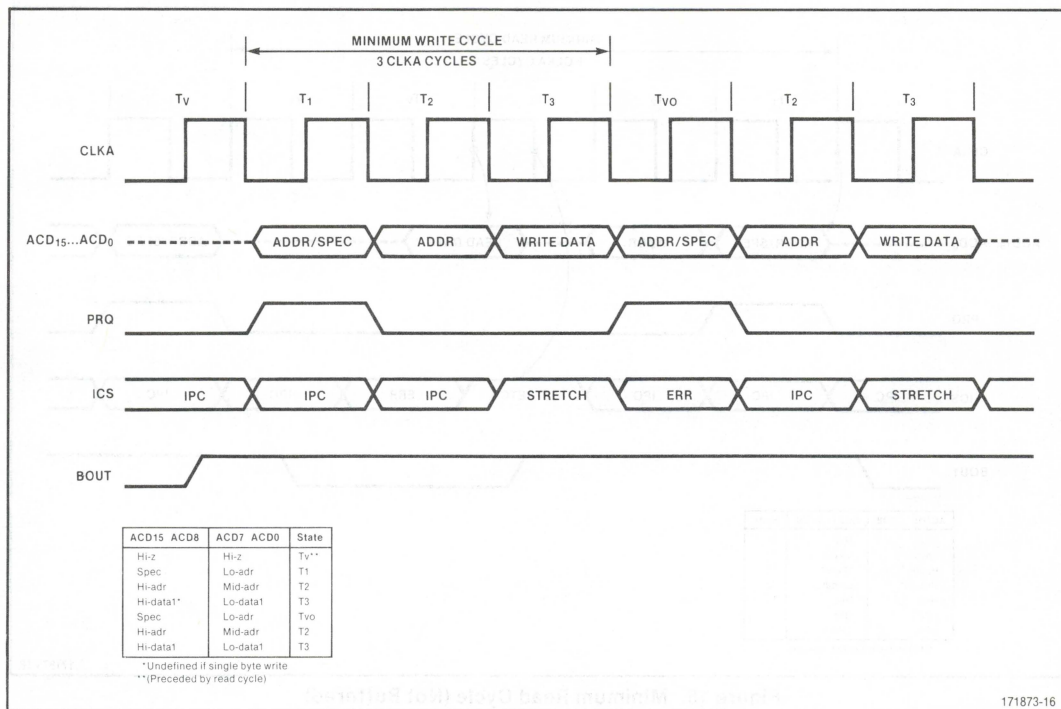 MINIMUM WRITE CYCLE
3 CLKA CYCLES
TV T1 T2 T3 TVO T2 T3
CLKA
ACD15...ACD0 ADDR/SPEC ADDR WRITE DATA ADDR/SPEC ADDR WRITE DATA
PRQ
ICS IPC IPC IPC STRETCH ERR IPC STRETCH
BOUT
ACD15 ACD8 ACD7 ACD0 State
Hi-z Hi-z Tv**
Spec Lo-adr T1
Hi-adr Mid-adr T2
Hi-data1* Lo-data1 T3
Spec Lo-adr Tvo
Hi-adr Mid-adr T2
Hi-data1 Lo-data1 T3
*Undefined if single byte write
**(Preceded by read cycle)
171873-16